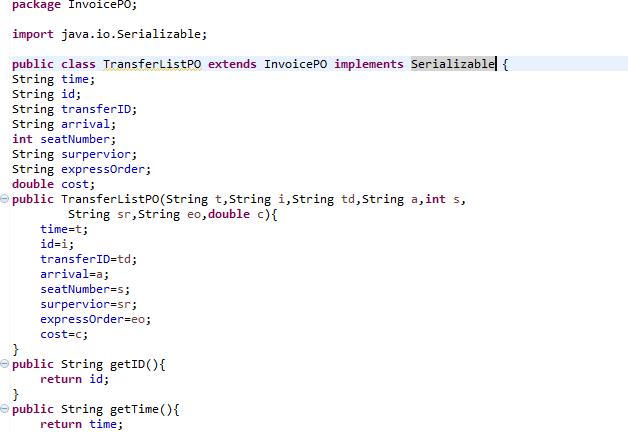 package InvoicePO;
import java.io.Serializable;
public class TransferListPO extends InvoicePO implements Serializable {
String time;
String id;
String transferID;
String arrival;
int seatNumber;
String surpervior;
String expressOrder;
double cost;
public TransferListPO(String t,String i,String td,String a,int s,
String sr,String eo,double c){
time=t;
id=i;
transferID=td;
arrival=a;
seatNumber=s;
surpervior=sr;
expressOrder=eo;
cost=c;
}
public String getID(){
return id;
}
public String getTime(){
return time;